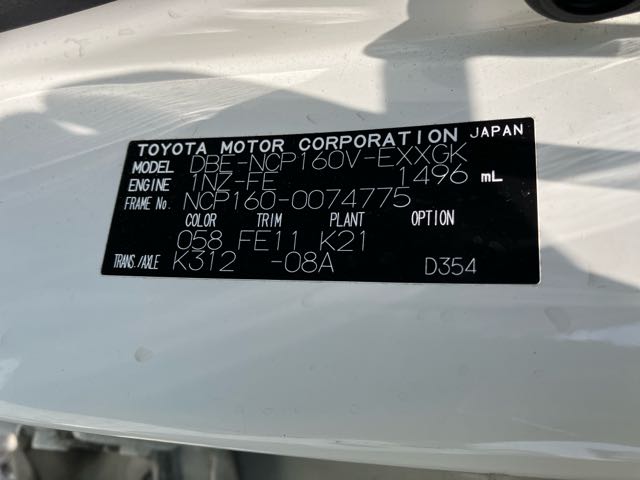 TOYOTA MOTOR CORPORATION JAPAN
MODEL DBE-NCP160V-EXXGK
ENGINE 1NZ-FE 1496 mL
FRAME No. NCP160-0074775
COLOR TRIM PLANT OPTION
058 FE11 K21
TRANS./AXLE K312 -08A D354